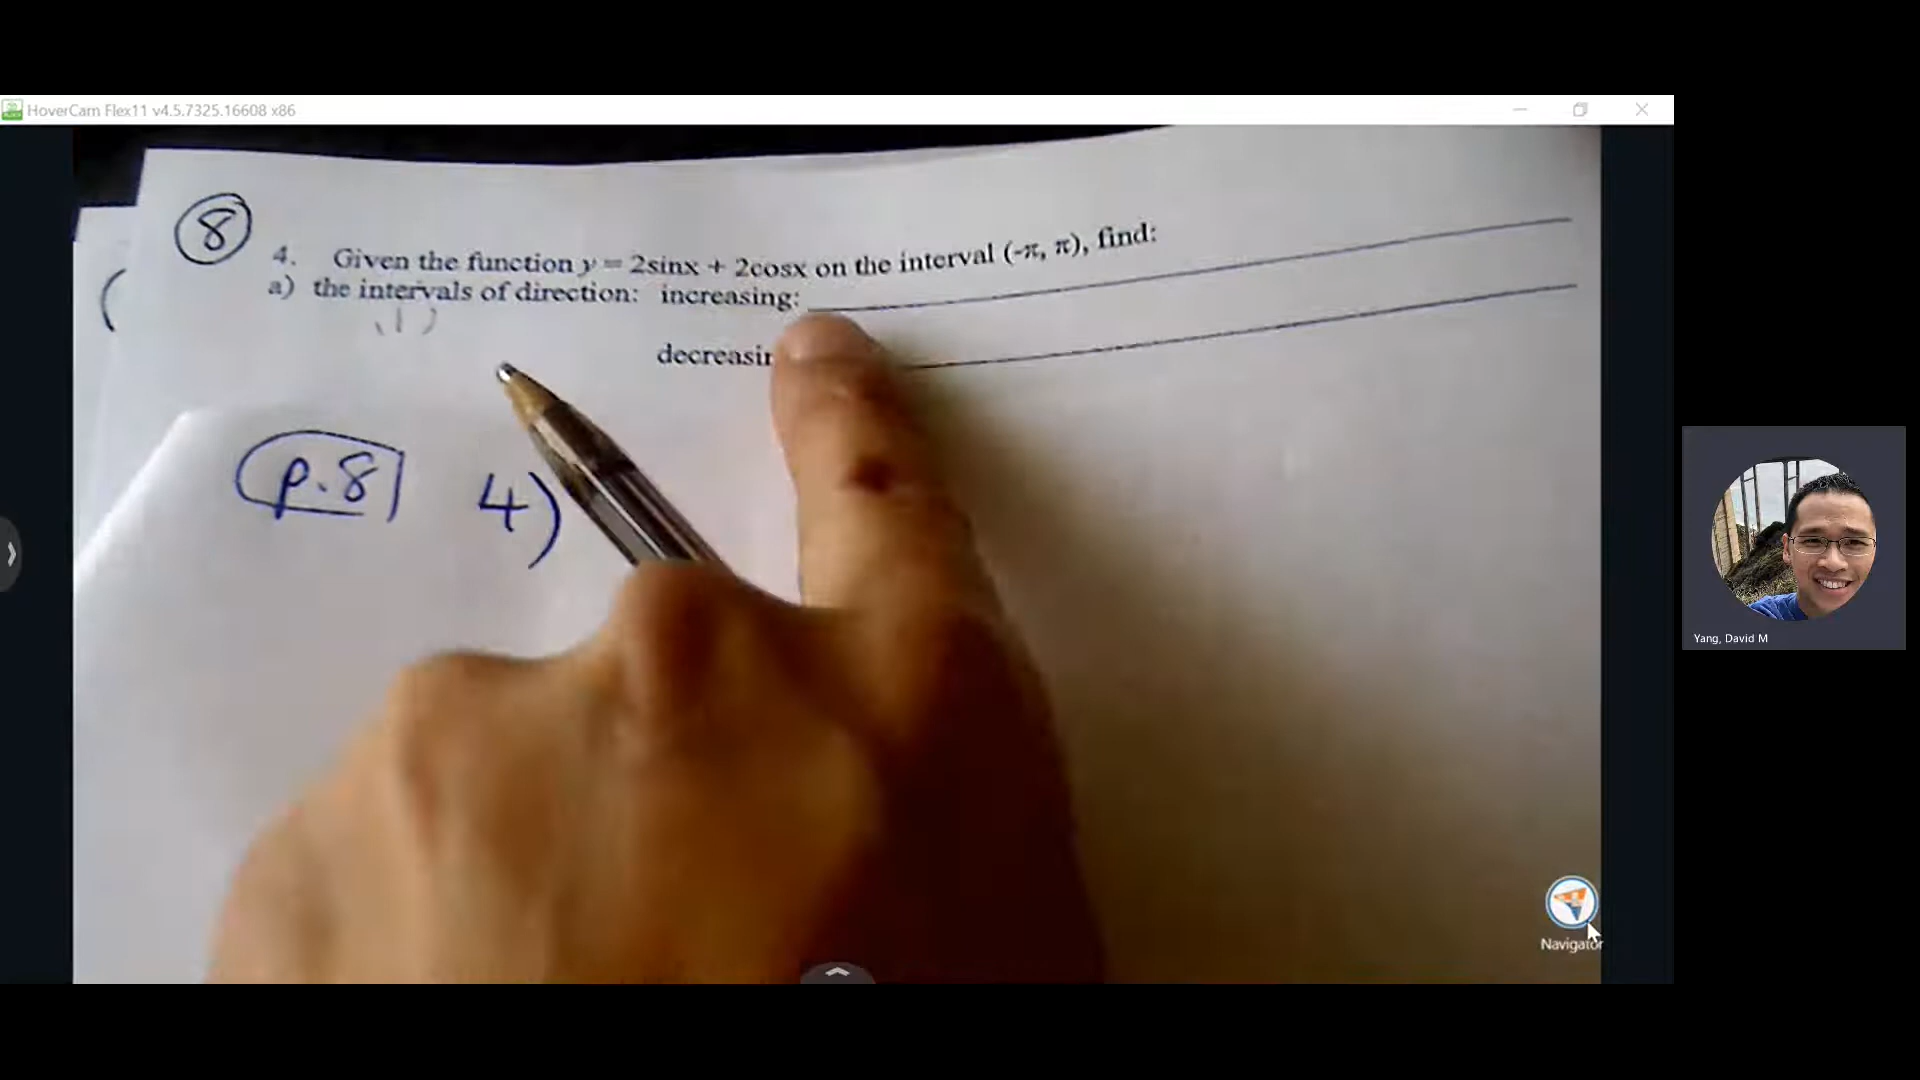 HoverCam Flex11 v4.5.7325.16608 x86
8
4. Given the function y = 2sinx + 2cosx on the interval (-π, π), find:
a) the intervals of direction: increasing:
decreasin
p.8 4)
Yang, David M
Navigator